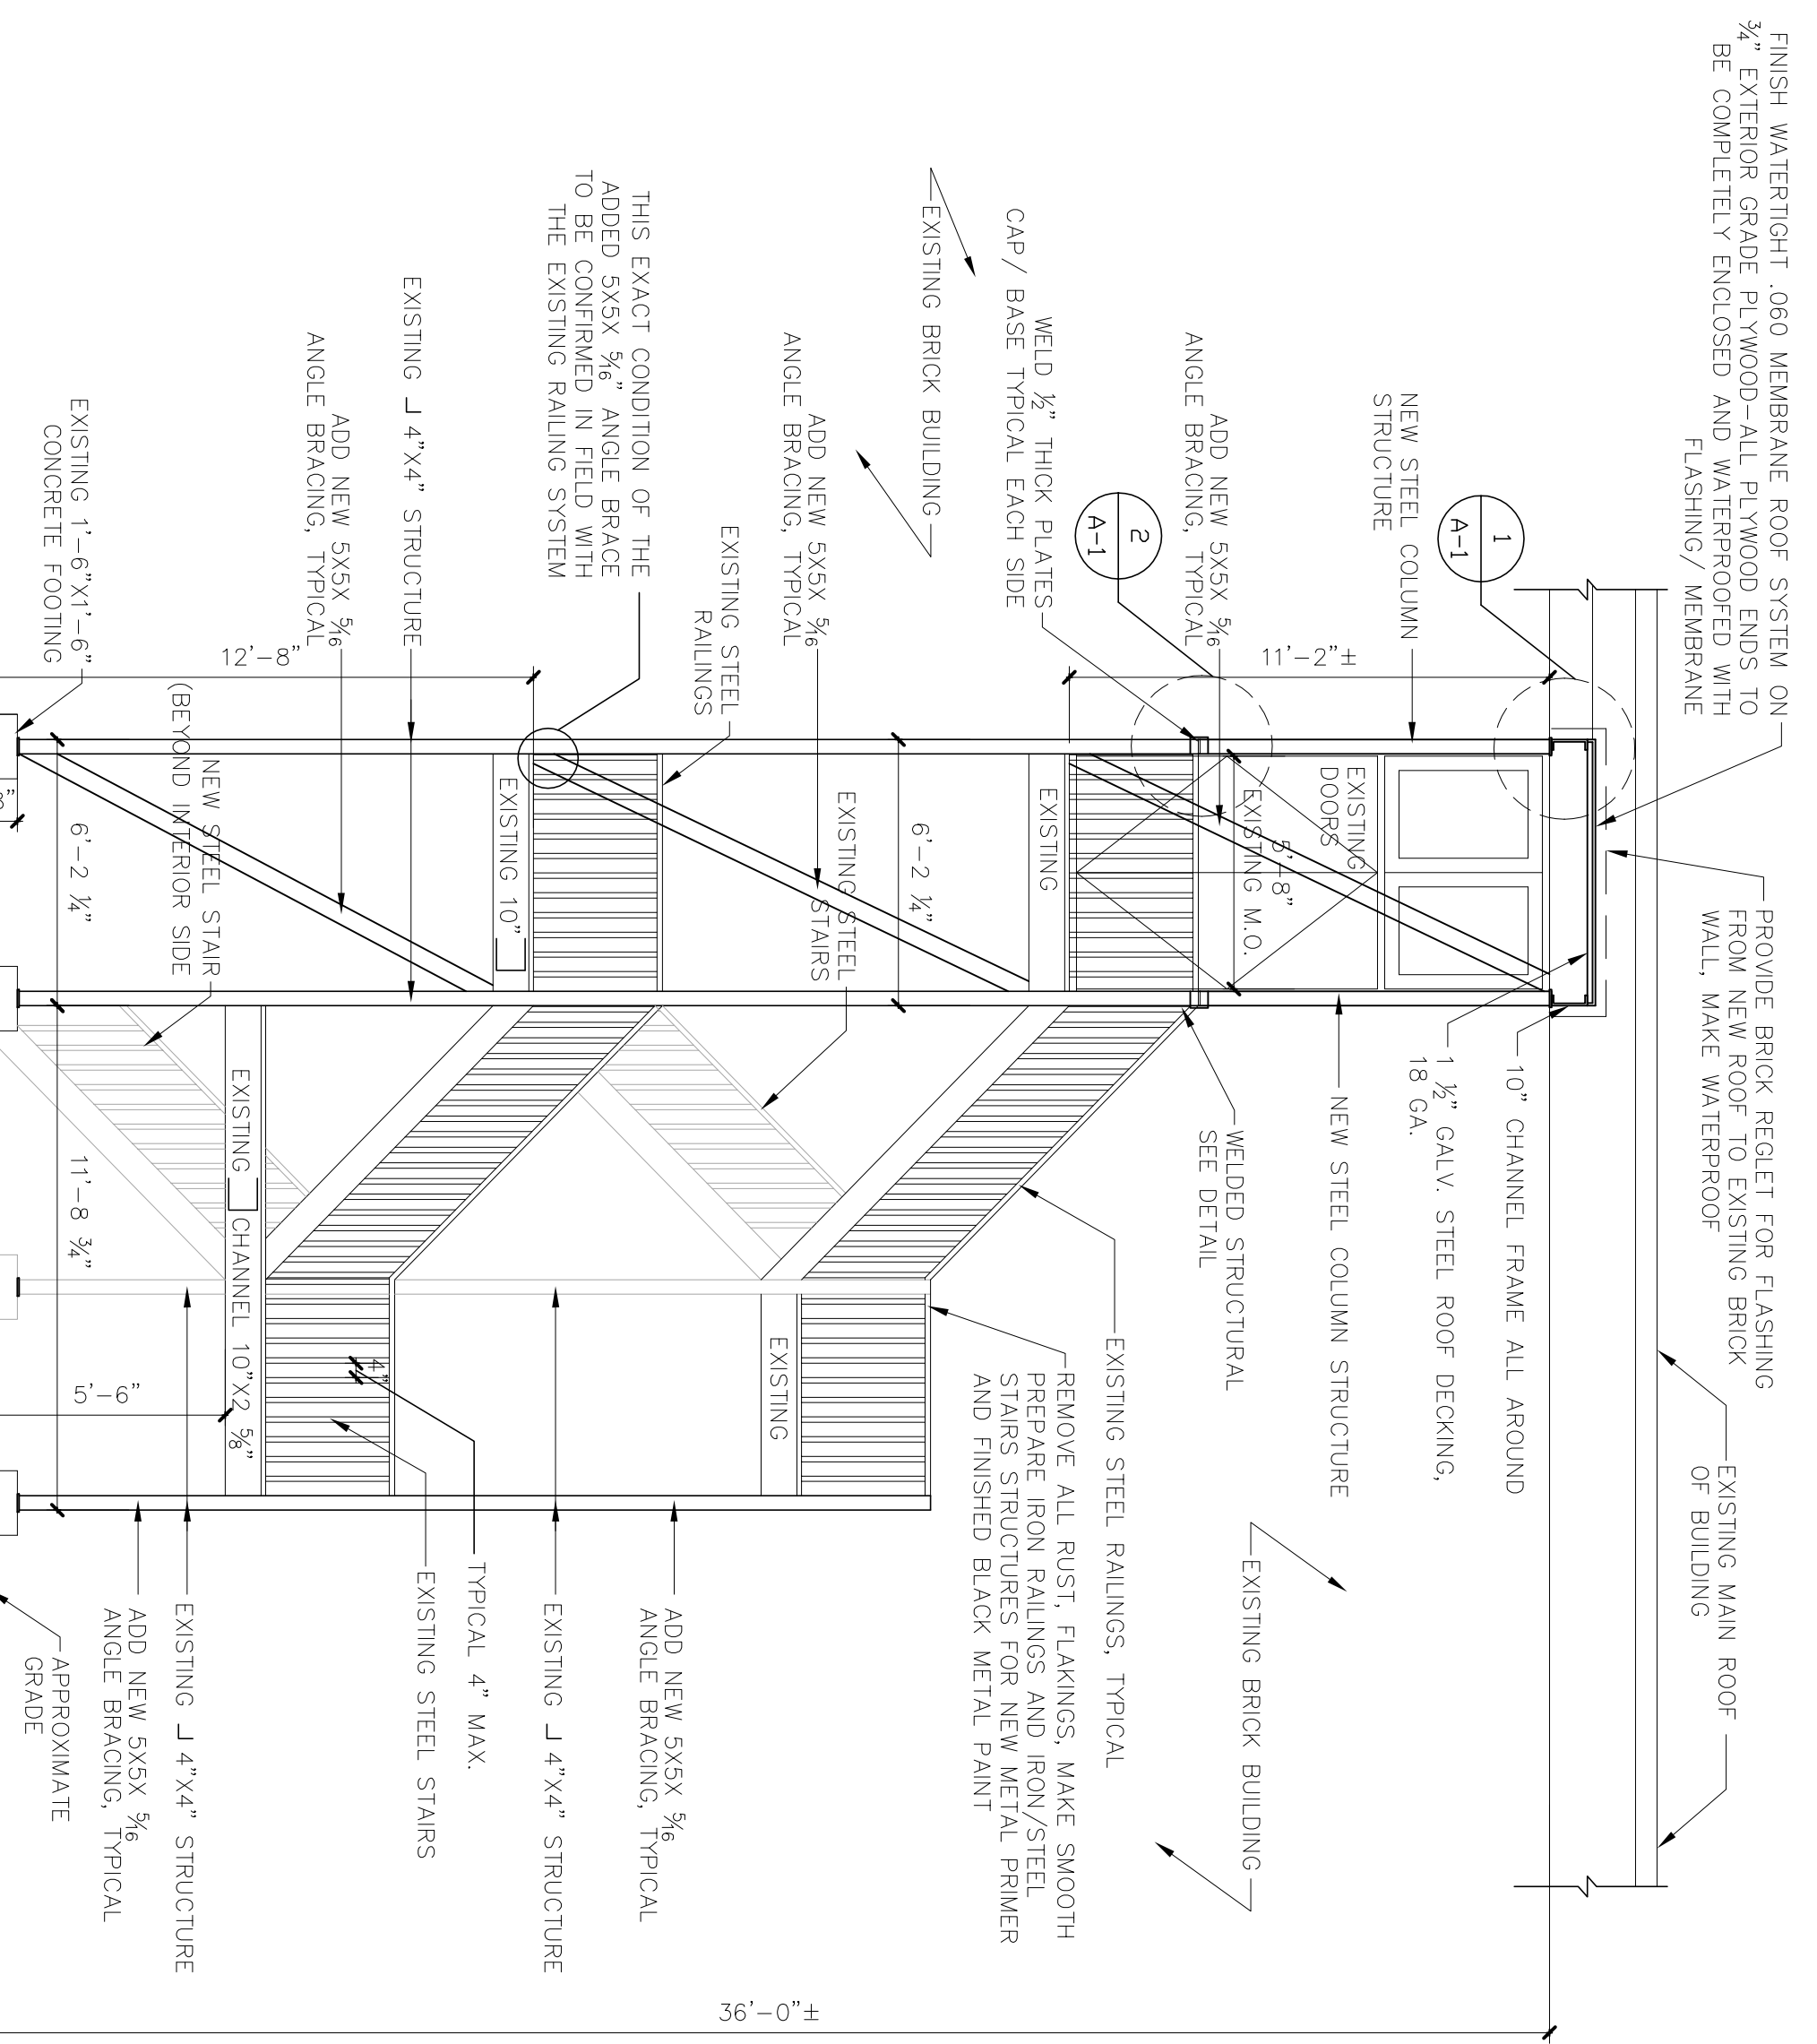 FINISH WATERTIGHT .060 MEMBRANE ROOF SYSTEM ON
¾" EXTERIOR GRADE PLYWOOD-ALL PLYWOOD ENDS TO
BE COMPLETELY ENCLOSED AND WATERPROOFED WITH
FLASHING/ MEMBRANE
PROVIDE BRICK REGLET FOR FLASHING
FROM NEW ROOF TO EXISTING BRICK
WALL, MAKE WATERPROOF
EXISTING MAIN ROOF
OF BUILDING
1
A-1
10" CHANNEL FRAME ALL AROUND
1 ½" GALV. STEEL ROOF DECKING,
18 GA.
NEW STEEL COLUMN
STRUCTURE
11'-2"±
EXISTING
DOORS
5'-8"
EXISTING M.O.
NEW STEEL COLUMN STRUCTURE
ADD NEW 5X5X 5⁄16
ANGLE BRACING, TYPICAL
WELDED STRUCTURAL
SEE DETAIL
EXISTING BRICK BUILDING
2
A-1
WELD ½" THICK PLATES
CAP/ BASE TYPICAL EACH SIDE
EXISTING STEEL RAILINGS, TYPICAL
REMOVE ALL RUST, FLAKINGS, MAKE SMOOTH
PREPARE IRON RAILINGS AND IRON/STEEL
STAIRS STRUCTURES FOR NEW METAL PRIMER
AND FINISHED BLACK METAL PAINT
EXISTING
EXISTING BRICK BUILDING
6'-2 ¼"
EXISTING STEEL
STAIRS
ADD NEW 5X5X 5⁄16
ANGLE BRACING, TYPICAL
EXISTING
EXISTING STEEL
RAILINGS
36'-0"±
ADD NEW 5X5X 5⁄16
ANGLE BRACING, TYPICAL
THIS EXACT CONDITION OF THE
ADDED 5X5X 5⁄16" ANGLE BRACE
TO BE CONFIRMED IN FIELD WITH
THE EXISTING RAILING SYSTEM
EXISTING 10"
EXISTING 4"X4" STRUCTURE
TYPICAL 4" MAX.
4"
EXISTING STEEL STAIRS
EXISTING 4"X4" STRUCTURE
12'-8"
ADD NEW 5X5X 5⁄16
ANGLE BRACING, TYPICAL
EXISTING CHANNEL 10"X2 ⅝"
NEW STEEL STAIR
(BEYOND INTERIOR SIDE
EXISTING 4"X4" STRUCTURE
ADD NEW 5X5X 5⁄16
ANGLE BRACING, TYPICAL
EXISTING 1'-6"X1'-6"
CONCRETE FOOTING
6'-2 ¼"
11'-8 ¾"
5'-6"
APPROXIMATE
GRADE
8"